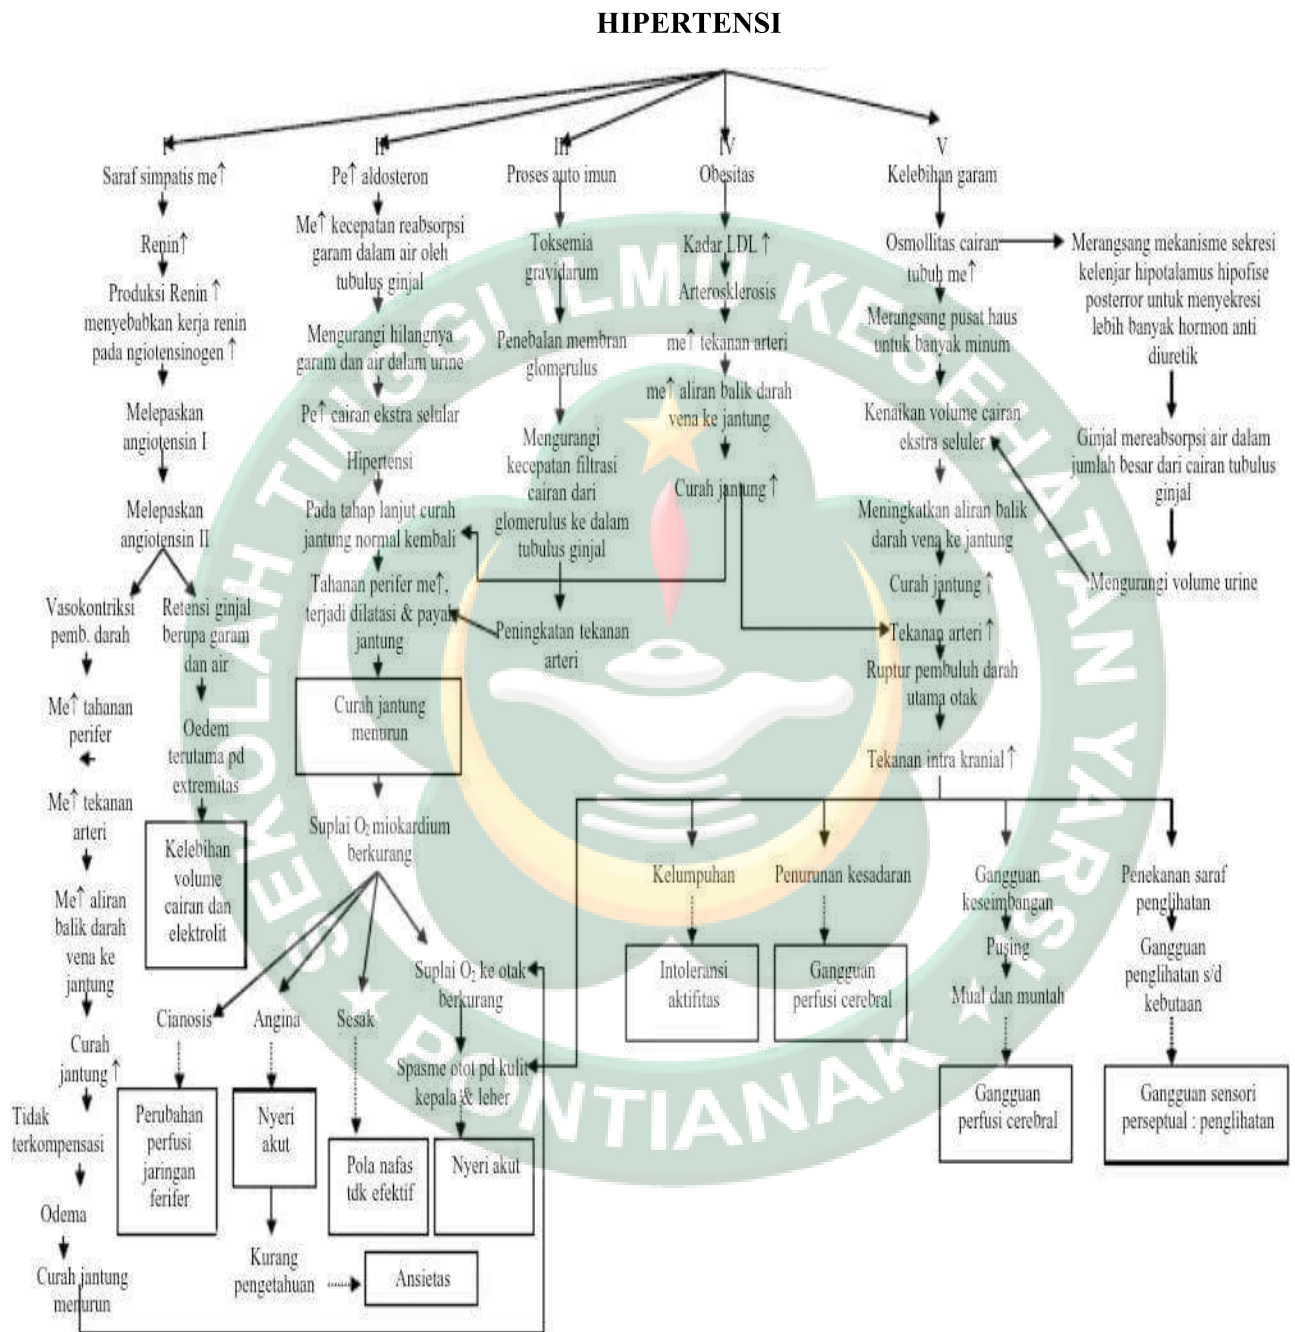 HIPERTENSI
I
Saraf simpatis me↑
Renin↑
Produksi Renin ↑
menyebabkan kerja renin
pada ngiotensinogen ↑
Melepaskan
angiotensin I
Melepaskan
angiotensin II
Vasokontriksi
pemb. darah
Me↑ tahanan
perifer
Me↑ tekanan
arteri
Me↑ aliran
balik darah
vena ke
jantung
Curah
jantung ↑
Tidak
terkompensasi
Odema
Curah jantung
menurun
Retensi ginjal
berupa garam
dan air
Oedem
terutama pd
extremitas
Kelebihan
volume
cairan dan
elektrolit
II
Pe↑ aldosteron
Me↑ kecepatan reabsorpsi
garam dalam air oleh
tubulus ginjal
Mengurangi hilangnya
garam dan air dalam urine
Pe↑ cairan ekstra selular
Hipertensi
Pada tahap lanjut curah
jantung normal kembali
Tahanan perifer me↑,
terjadi dilatasi & payah
jantung
Curah jantung
menurun
Suplai O2 miokardium
berkurang
Cianosis
Perubahan
perfusi
jaringan
ferifer
Angina
Nyeri
akut
Kurang
pengetahuan
Ansietas
Sesak
Pola nafas
tdk efektif
Suplai O2 ke otak
berkurang
Spasme otot pd kulit
kepala & leher
Nyeri akut
III
Proses auto imun
Toksemia
gravidarum
Penebalan membran
glomerulus
Mengurangi
kecepatan filtrasi
cairan dari
glomerulus ke dalam
tubulus ginjal
Peningkatan tekanan
arteri
IV
Obesitas
Kadar LDL ↑
Arterosklerosis
me↑ tekanan arteri
me↑ aliran balik darah
vena ke jantung
Curah jantung ↑
V
Kelebihan garam
Osmollitas cairan
tubuh me↑
Merangsang pusat haus
untuk banyak minum
Kenaikan volume cairan
ekstra seluler
Meningkatkan aliran balik
darah vena ke jantung
Curah jantung ↑
Tekanan arteri ↑
Ruptur pembuluh darah
utama otak
Tekanan intra kranial ↑
Merangsang mekanisme sekresi
kelenjar hipotalamus hipofise
posterror untuk menyekresi
lebih banyak hormon anti
diuretik
Ginjal mereabsorpsi air dalam
jumlah besar dari cairan tubulus
ginjal
Mengurangi volume urine
Kelumpuhan
Intoleransi
aktifitas
Penurunan kesadaran
Gangguan
perfusi cerebral
Gangguan
keseimbangan
Pusing
Mual dan muntah
Gangguan
perfusi cerebral
Penekanan saraf
penglihatan
Gangguan
penglihatan s/d
kebutaan
Gangguan sensori
perseptual : penglihatan
SEKOLAH TINGGI ILMU KESEHATAN YARSI
PONTIANAK